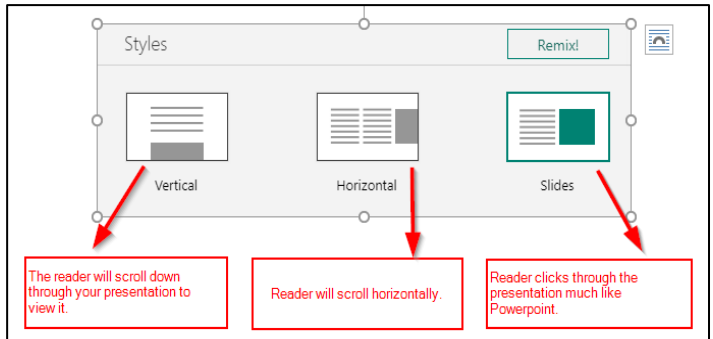 Styles
Remix!
Vertical
Horizontal
Slides
The reader will scroll down
through your presentation to
view it.
Reader will scroll horizontally.
Reader clicks through the
presentation much like
Powerpoint.